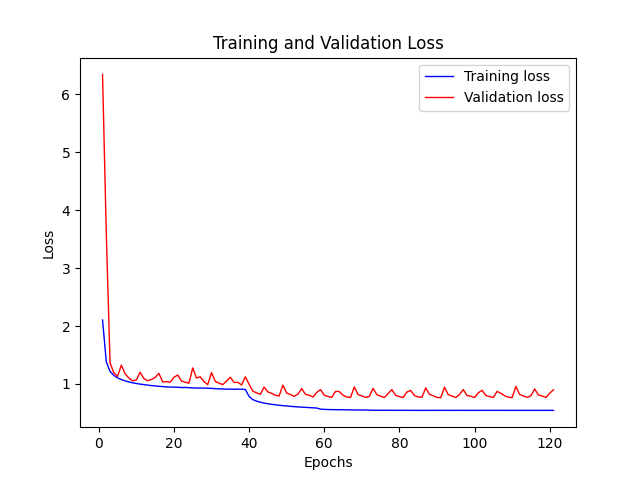 Training and Validation Loss
Training loss
Validation loss
Loss
6
5
4
3
2
1
0 20 40 60 80 100 120
Epochs